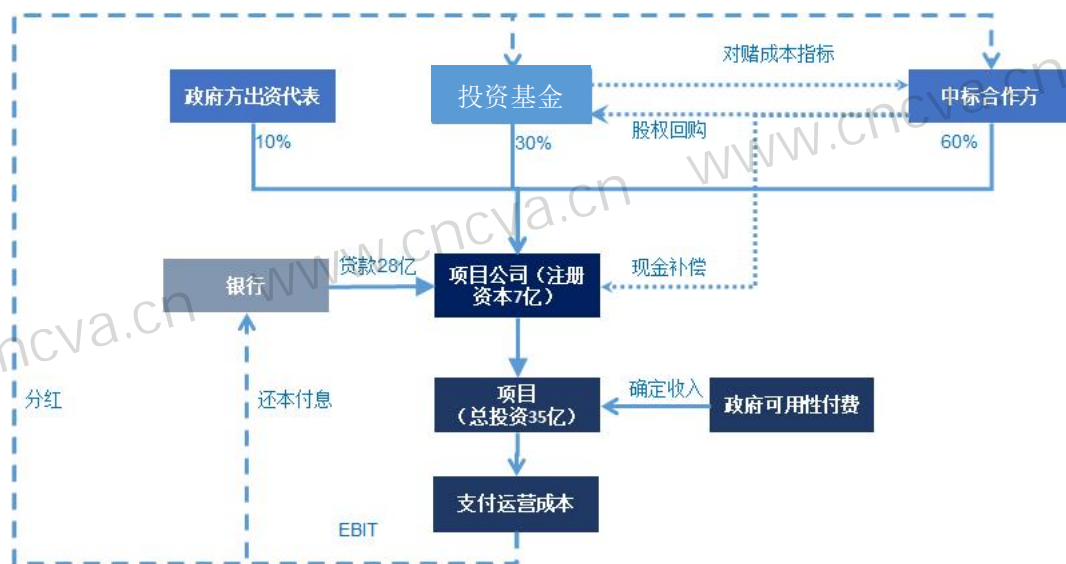 对赌成本指标
政府方出资代表
投资基金
中标合作方
股权回购
10%
30%
60%
www.cncva.cn
www.cncva.cn
贷款28亿
银行
项目公司（注册
资本7亿）
现金补偿
ncva.cn
分红
还本付息
项目
（总投资35亿）
确定收入
政府可用性付费
支付运营成本
EBIT